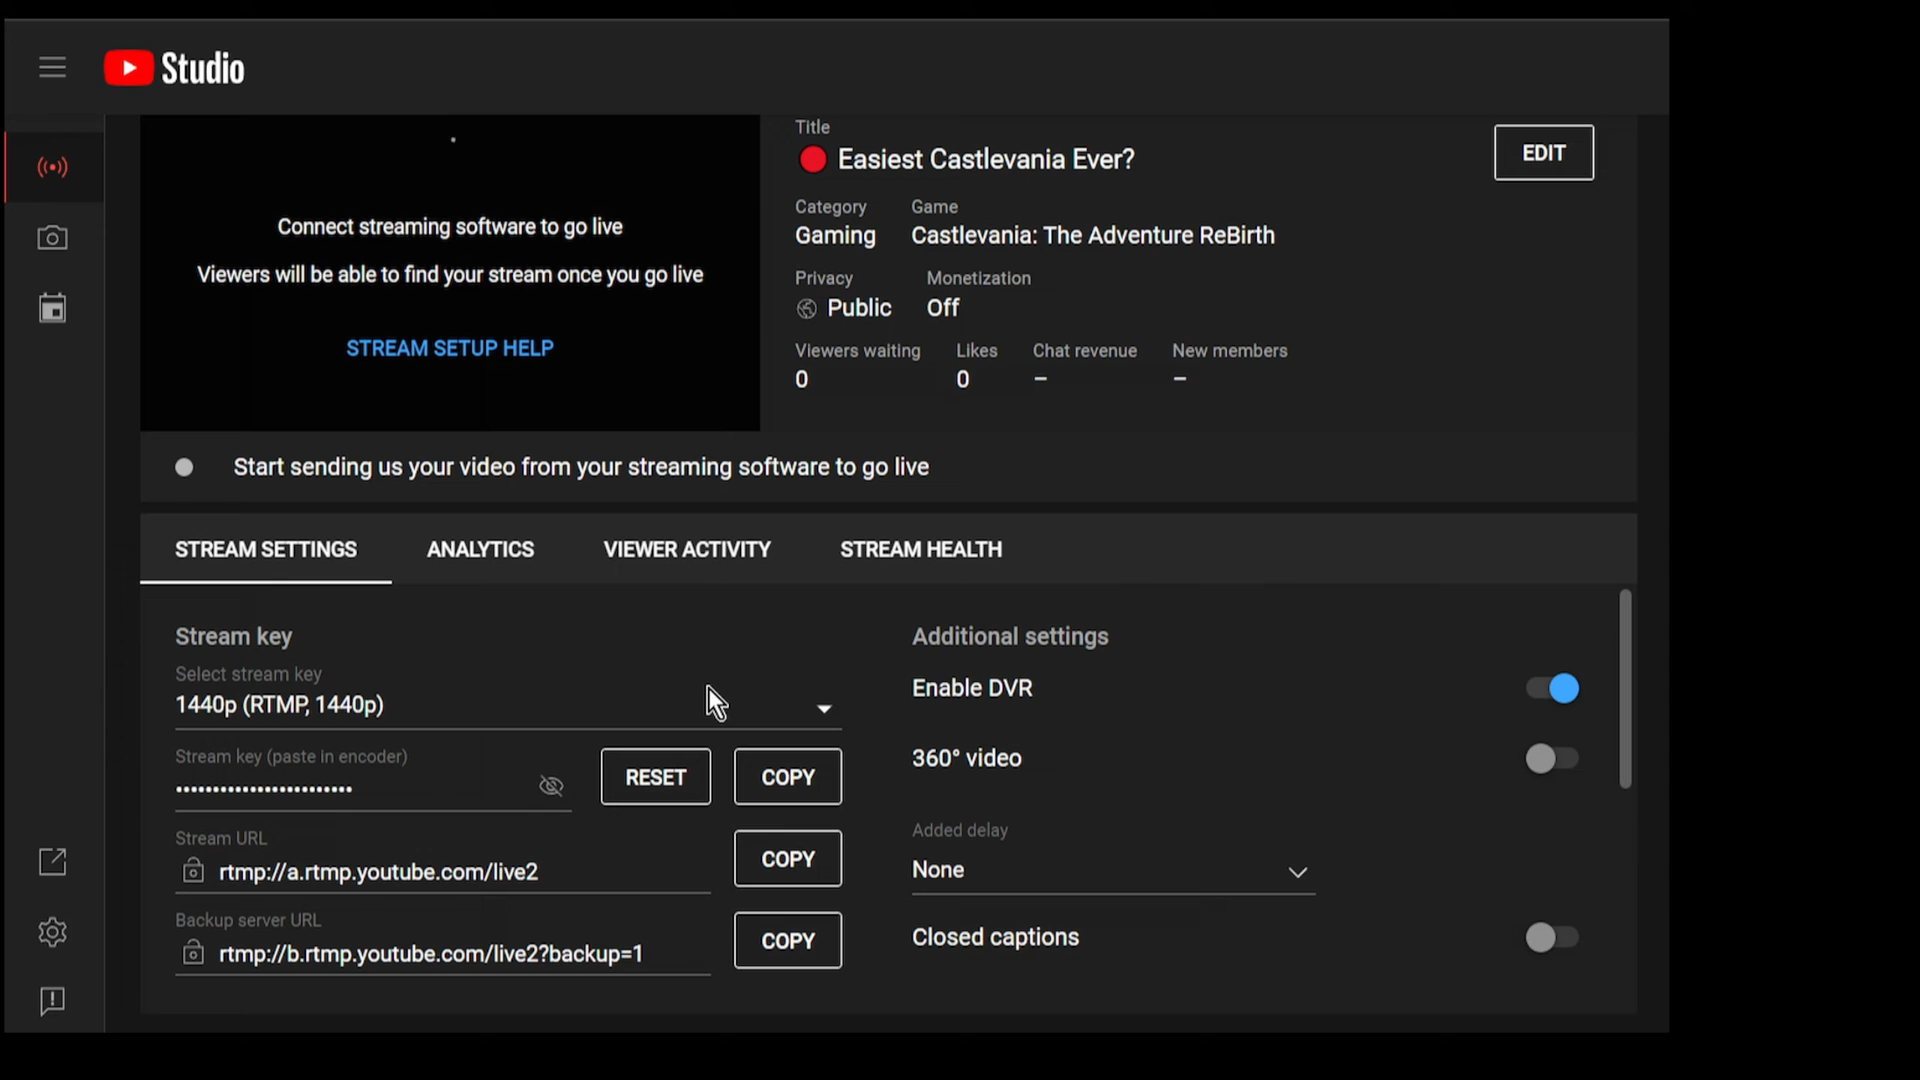 Studio
Connect streaming software to go live
Viewers will be able to find your stream once you go live
STREAM SETUP HELP
Title
Easiest Castlevania Ever?
EDIT
Category Game
Gaming Castlevania: The Adventure ReBirth
Privacy Monetization
Public Off
Viewers waiting Likes Chat revenue New members
0 0 – –
Start sending us your video from your streaming software to go live
STREAM SETTINGS ANALYTICS VIEWER ACTIVITY STREAM HEALTH
Stream key
Select stream key
1440p (RTMP, 1440p)
Stream key (paste in encoder)
••••••••••••••••••••••••
RESET COPY
Stream URL
rtmp://a.rtmp.youtube.com/live2
COPY
Backup server URL
rtmp://b.rtmp.youtube.com/live2?backup=1
COPY
Additional settings
Enable DVR
360° video
Added delay
None
Closed captions